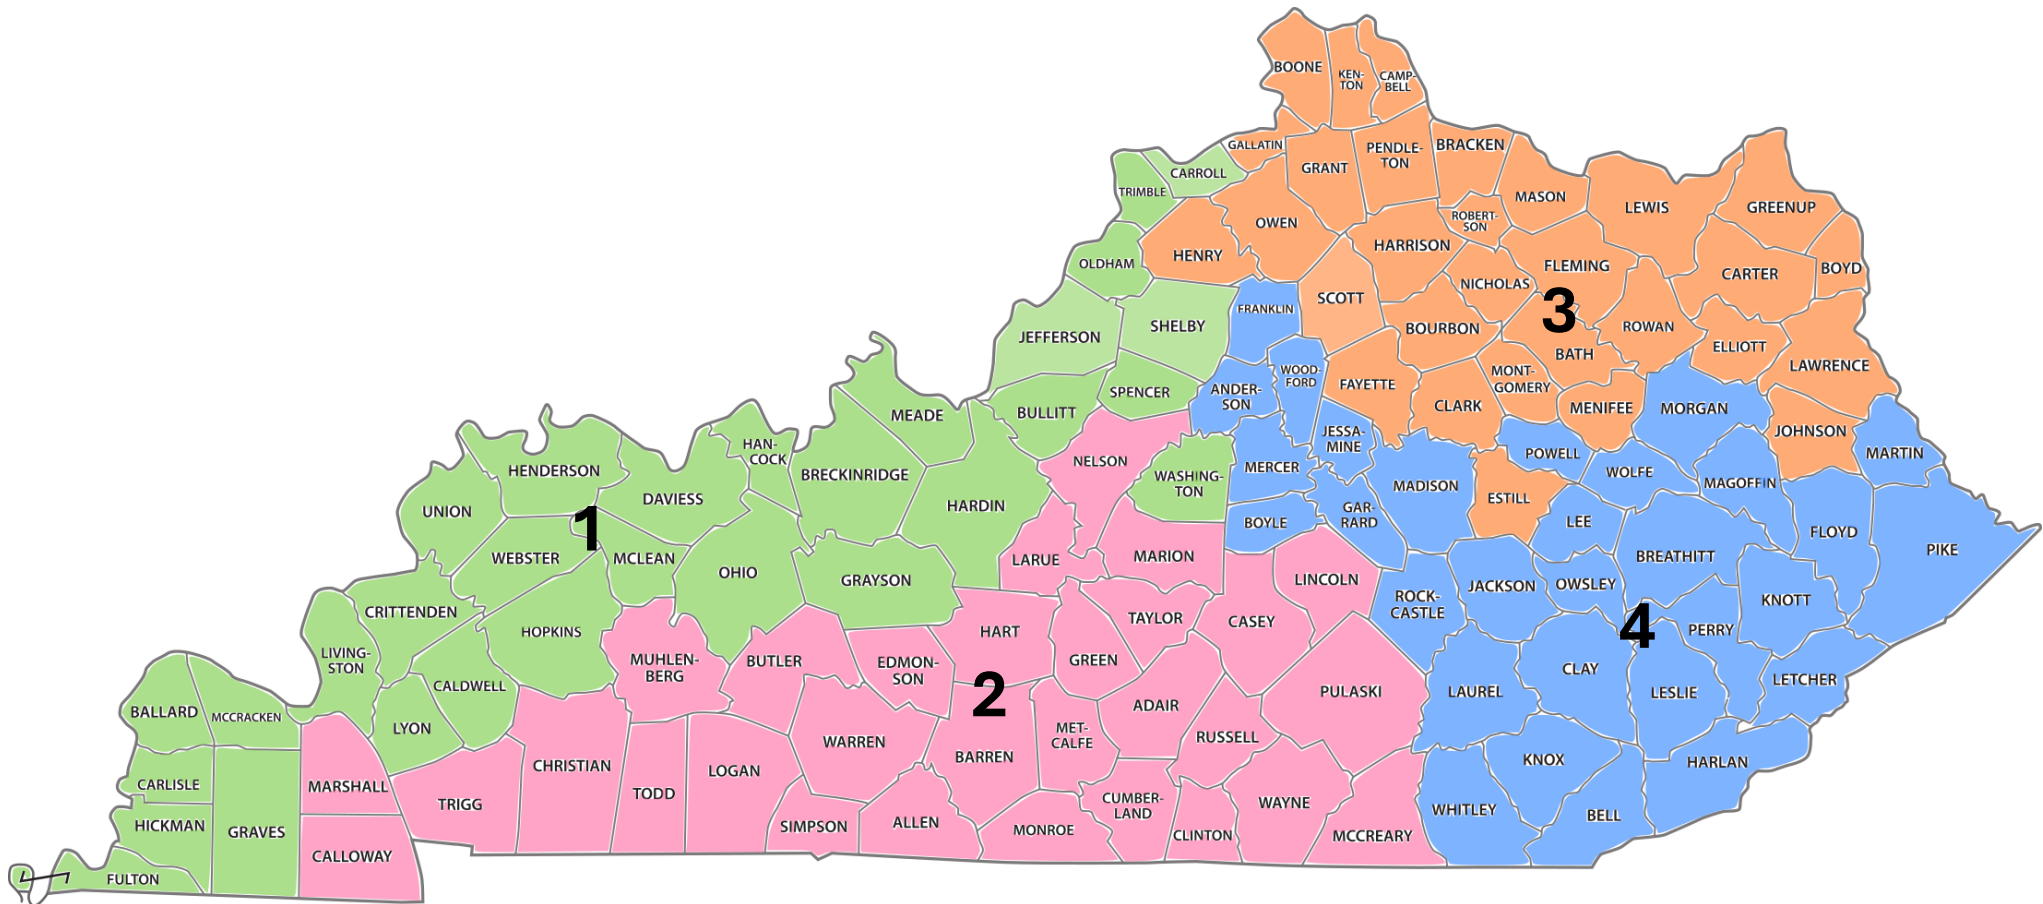 BOONE
KEN-
TON
CAMP-
BELL
GALLATIN
GRANT
PENDLE-
TON
BRACKEN
CARROLL
TRIMBLE
MASON
LEWIS
GREENUP
OWEN
ROBERT-
SON
HARRISON
HENRY
OLDHAM
FLEMING
CARTER
BOYD
NICHOLAS
SCOTT
FRANKLIN
3
SHELBY
JEFFERSON
BOURBON
ROWAN
ELLIOTT
BATH
LAWRENCE
WOOD-
FORD
FAYETTE
MONT-
GOMERY
SPENCER
ANDER-
SON
CLARK
MENIFEE
MORGAN
BULLITT
MEADE
JOHNSON
JESSA-
MINE
HAN-
COCK
NELSON
POWELL
MARTIN
MERCER
HENDERSON
BRECKINRIDGE
WASHING-
TON
WOLFE
MAGOFFIN
MADISON
ESTILL
DAVIESS
HARDIN
UNION
GAR-
RARD
BOYLE
LEE
1
FLOYD
PIKE
WEBSTER
MCLEAN
LARUE
MARION
BREATHITT
OHIO
GRAYSON
LINCOLN
JACKSON
OWSLEY
KNOTT
ROCK-
CASTLE
CRITTENDEN
TAYLOR
CASEY
HOPKINS
HART
4
PERRY
LIVING-
STON
MUHLEN-
BERG
BUTLER
EDMON-
SON
GREEN
CLAY
LETCHER
CALDWELL
2
PULASKI
LAUREL
LESLIE
BALLARD
MCCRACKEN
ADAIR
LYON
MET-
CALFE
RUSSELL
WARREN
BARREN
KNOX
HARLAN
CHRISTIAN
LOGAN
CARLISLE
MARSHALL
TODD
TRIGG
CUMBER-
LAND
WAYNE
WHITLEY
BELL
HICKMAN
GRAVES
SIMPSON
ALLEN
MONROE
CLINTON
MCCREARY
CALLOWAY
FULTON